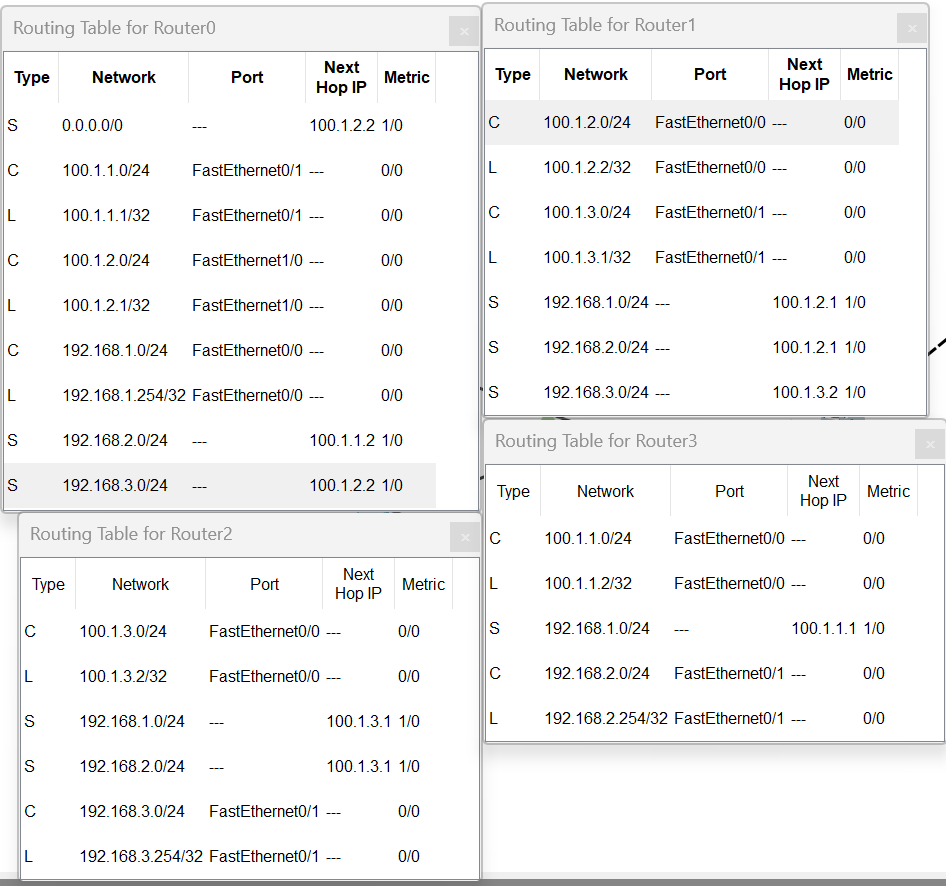 Routing Table for Router0
Type Network Port Next Hop IP Metric
S 0.0.0.0/0 --- 100.1.2.2 1/0
C 100.1.1.0/24 FastEthernet0/1 --- 0/0
L 100.1.1.1/32 FastEthernet0/1 --- 0/0
C 100.1.2.0/24 FastEthernet1/0 --- 0/0
L 100.1.2.1/32 FastEthernet1/0 --- 0/0
C 192.168.1.0/24 FastEthernet0/0 --- 0/0
L 192.168.1.254/32 FastEthernet0/0 --- 0/0
S 192.168.2.0/24 --- 100.1.1.2 1/0
S 192.168.3.0/24 --- 100.1.2.2 1/0
Routing Table for Router1
Type Network Port Next Hop IP Metric
C 100.1.2.0/24 FastEthernet0/0 --- 0/0
L 100.1.2.2/32 FastEthernet0/0 --- 0/0
C 100.1.3.0/24 FastEthernet0/1 --- 0/0
L 100.1.3.1/32 FastEthernet0/1 --- 0/0
S 192.168.1.0/24 --- 100.1.2.1 1/0
S 192.168.2.0/24 --- 100.1.2.1 1/0
S 192.168.3.0/24 --- 100.1.3.2 1/0
Routing Table for Router2
Type Network Port Next Hop IP Metric
C 100.1.3.0/24 FastEthernet0/0 --- 0/0
L 100.1.3.2/32 FastEthernet0/0 --- 0/0
S 192.168.1.0/24 --- 100.1.3.1 1/0
S 192.168.2.0/24 --- 100.1.3.1 1/0
C 192.168.3.0/24 FastEthernet0/1 --- 0/0
L 192.168.3.254/32 FastEthernet0/1 --- 0/0
Routing Table for Router3
Type Network Port Next Hop IP Metric
C 100.1.1.0/24 FastEthernet0/0 --- 0/0
L 100.1.1.2/32 FastEthernet0/0 --- 0/0
S 192.168.1.0/24 --- 100.1.1.1 1/0
C 192.168.2.0/24 FastEthernet0/1 --- 0/0
L 192.168.2.254/32 FastEthernet0/1 --- 0/0